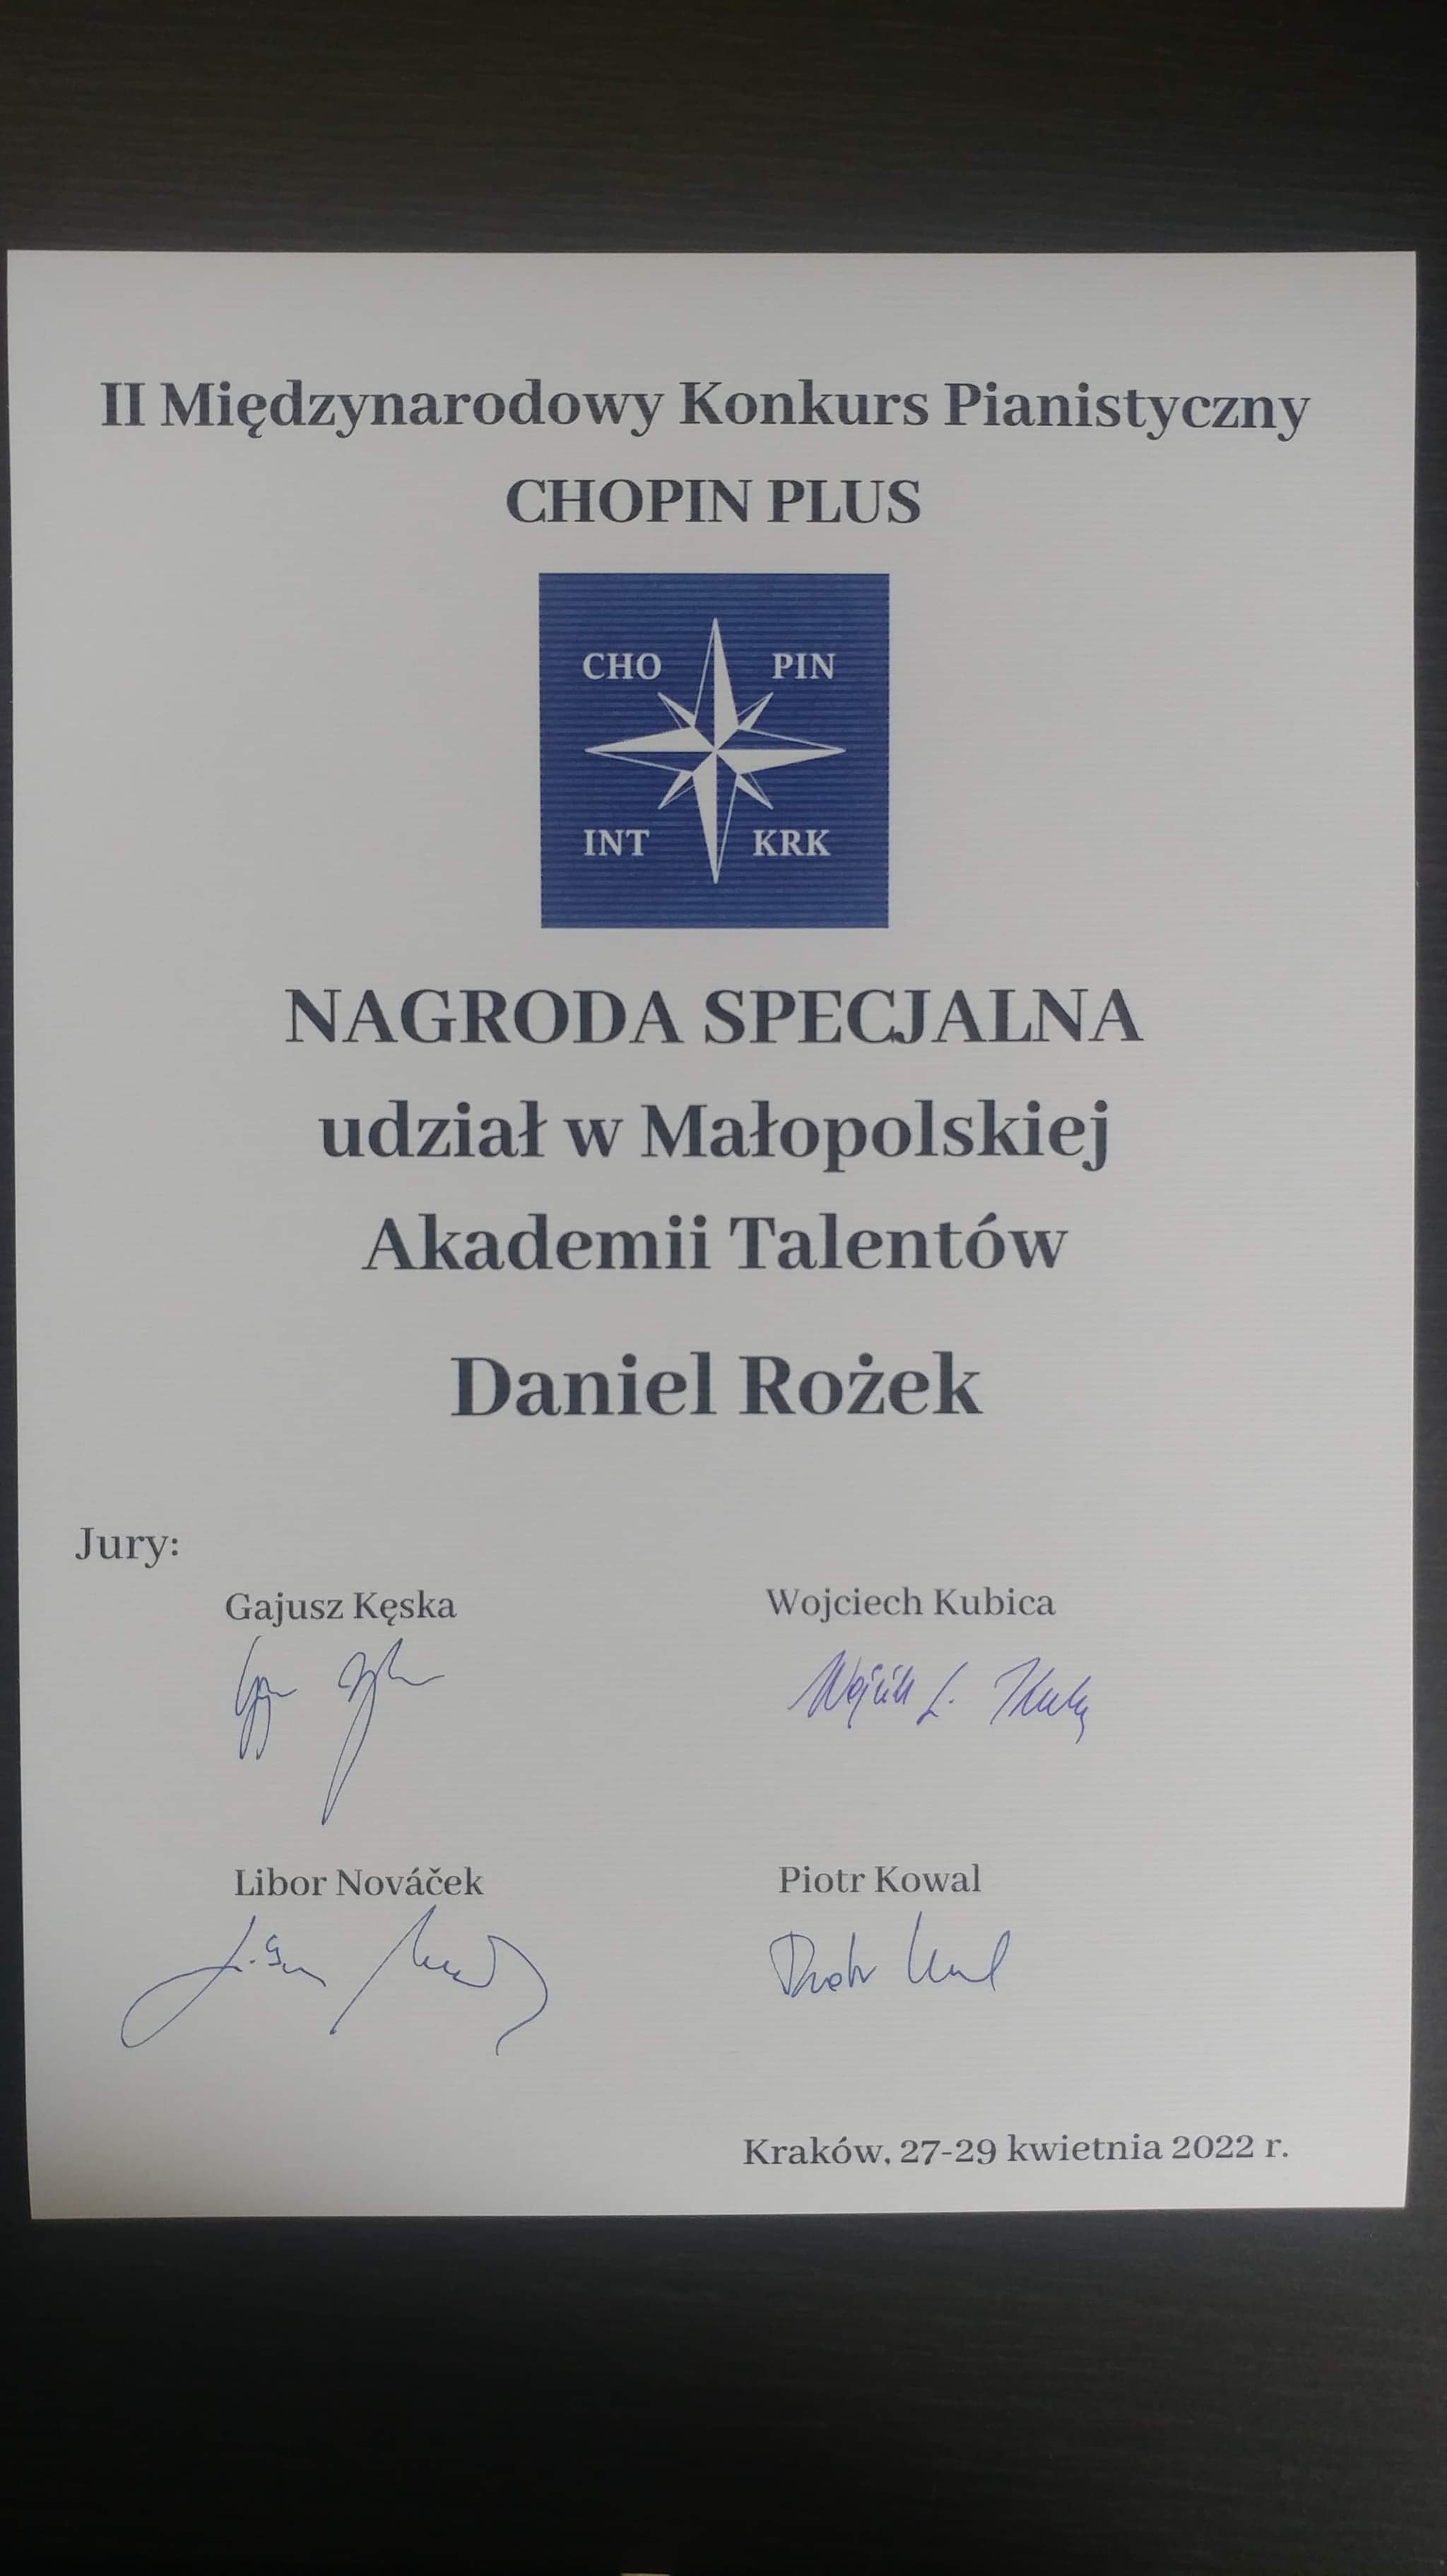 II Międzynarodowy Konkurs Pianistyczny
CHOPIN PLUS
CHO PIN
INT KRK
NAGRODA SPECJALNA
udział w Małopolskiej
Akademii Talentów
Daniel Rożek
Jury:
Gajusz Kęska Wojciech Kubica
Libor Nováček Piotr Kowal
Kraków, 27-29 kwietnia 2022 r.